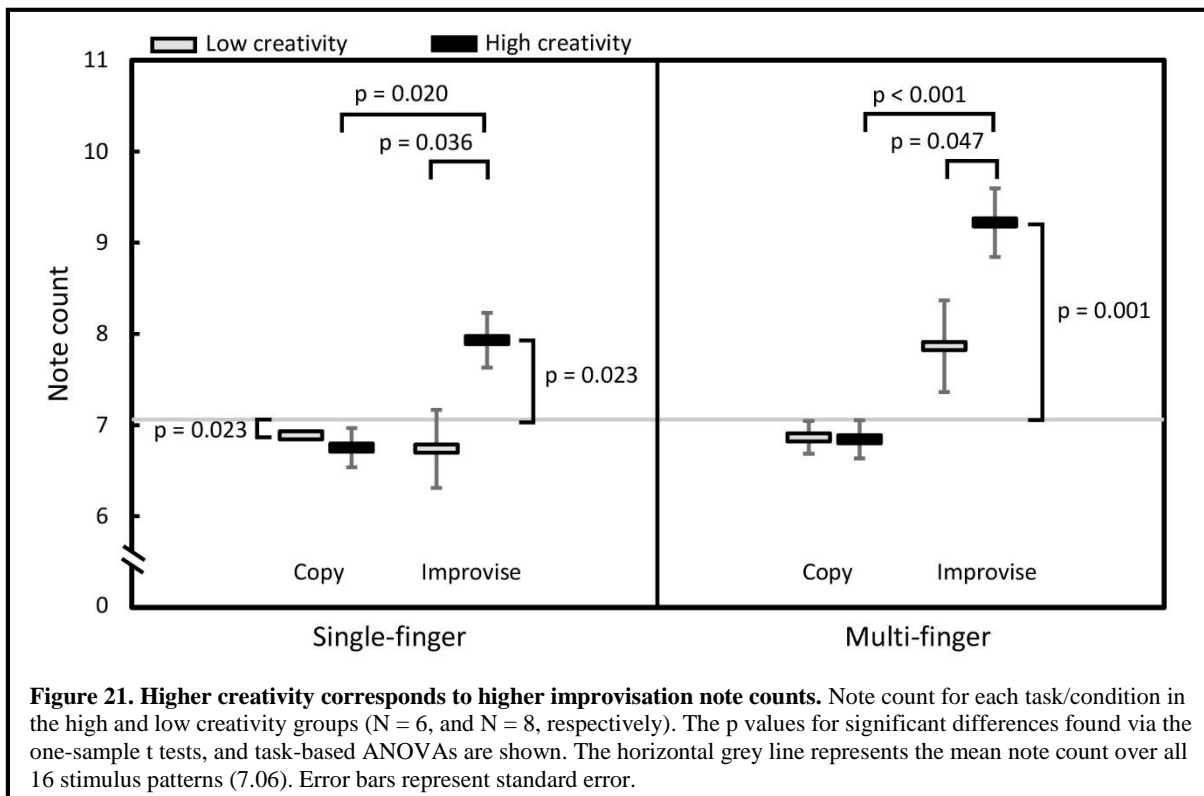 Low creativity High creativity
11
10
9
8
7
6
0
Note count
p = 0.020
p = 0.036
p = 0.023
p = 0.023
Copy Improvise
Single-finger
p < 0.001
p = 0.047
p = 0.001
Copy Improvise
Multi-finger
Figure 21. Higher creativity corresponds to higher improvisation note counts. Note count for each task/condition in
the high and low creativity groups (N = 6, and N = 8, respectively). The p values for significant differences found via the
one-sample t tests, and task-based ANOVAs are shown. The horizontal grey line represents the mean note count over all
16 stimulus patterns (7.06). Error bars represent standard error.